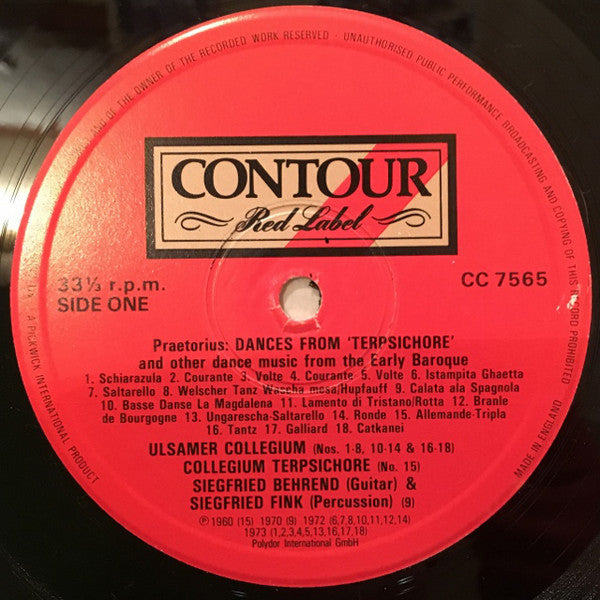 OF THE OWNER OF THE RECORDED WORK RESERVED · UNAUTHORISED PUBLIC PERFORMANCE BROADCASTING AND COPYING OF THIS RECORD PROHIBITED
CONTOUR
Red Label
33⅓ r.p.m.
SIDE ONE
CC 7565
Praetorius: DANCES FROM 'TERPSICHORE'
and other dance music from the Early Baroque
1. Schiarazula 2. Courante 3. Volte 4. Courante 5. Volte 6. Istampita Ghaetta
7. Saltarello 8. Welscher Tanz Wascha mesa/Hupfauff 9. Calata ala Spagnola
10. Basse Danse La Magdalena 11. Lamento di Tristano/Rotta 12. Branle
de Bourgogne 13. Ungarescha-Saltarello 14. Ronde 15. Allemande-Tripla
16. Tantz 17. Galliard 18. Catkanei
ULSAMER COLLEGIUM (Nos. 1-8, 10-14 & 16-18)
COLLEGIUM TERPSICHORE (No. 15)
SIEGFRIED BEHREND (Guitar) &
SIEGFRIED FINK (Percussion) (9)
℗ 1960 (15) 1970 (9) 1972 (6,7,8,10,11,12,14)
1973 (1,2,3,4,5,13,16,17,18)
Polydor International GmbH
A PICKWICK INTERNATIONAL PRODUCT
MADE IN ENGLAND